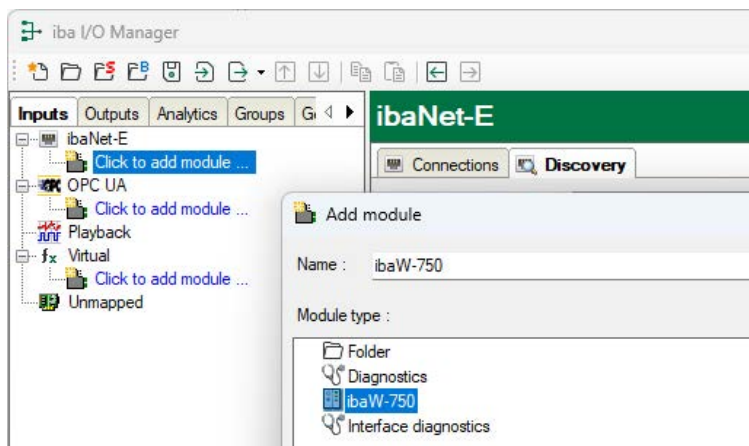 iba I/O Manager
Inputs Outputs Analytics Groups
ibaNet-E
Click to add module ...
OPC UA
Click to add module ...
Playback
Virtual
Click to add module ...
Unmapped
ibaNet-E
Connections Discovery
Add module
Name : ibaW-750
Module type :
Folder
Diagnostics
ibaW-750
Interface diagnostics